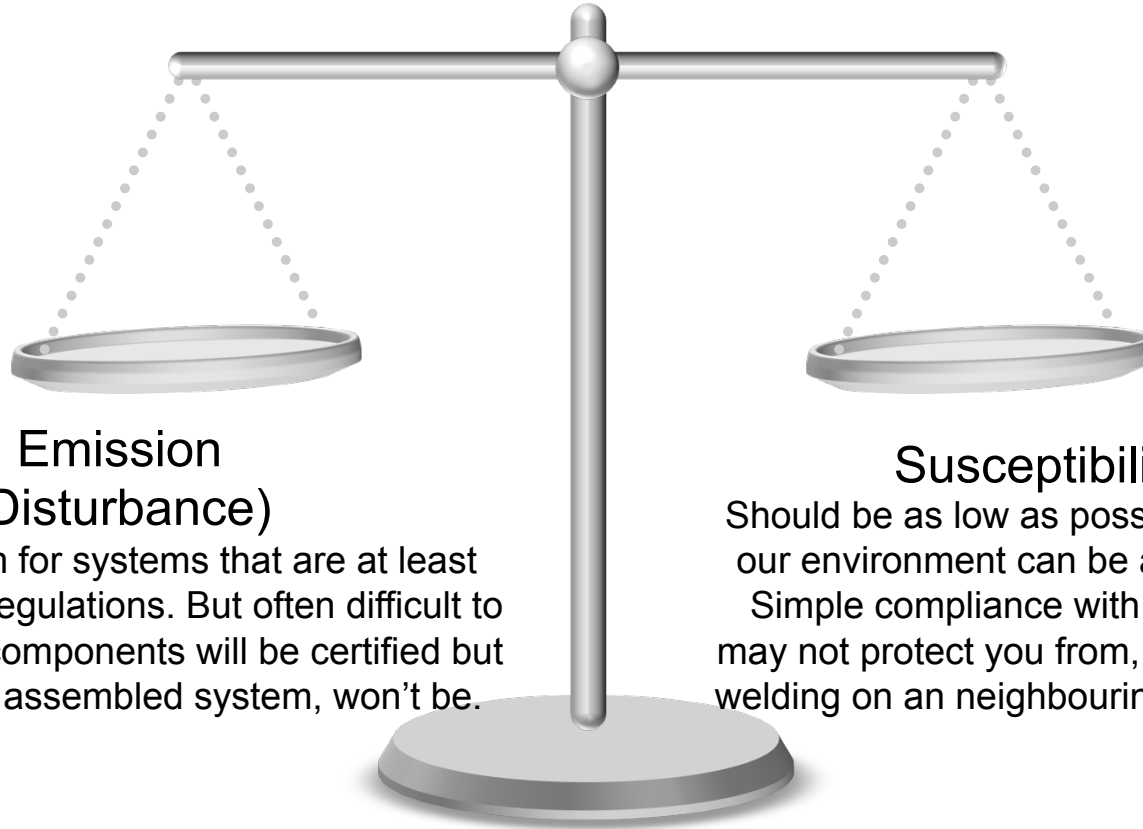 Emission
Disturbance)
for systems that are at least
regulations. But often difficult to
components will be certified but
assembled system, won't be.
Susceptibili
Should be as low as poss
our environment can be a
Simple compliance with
may not protect you from,
welding on an neighbourin